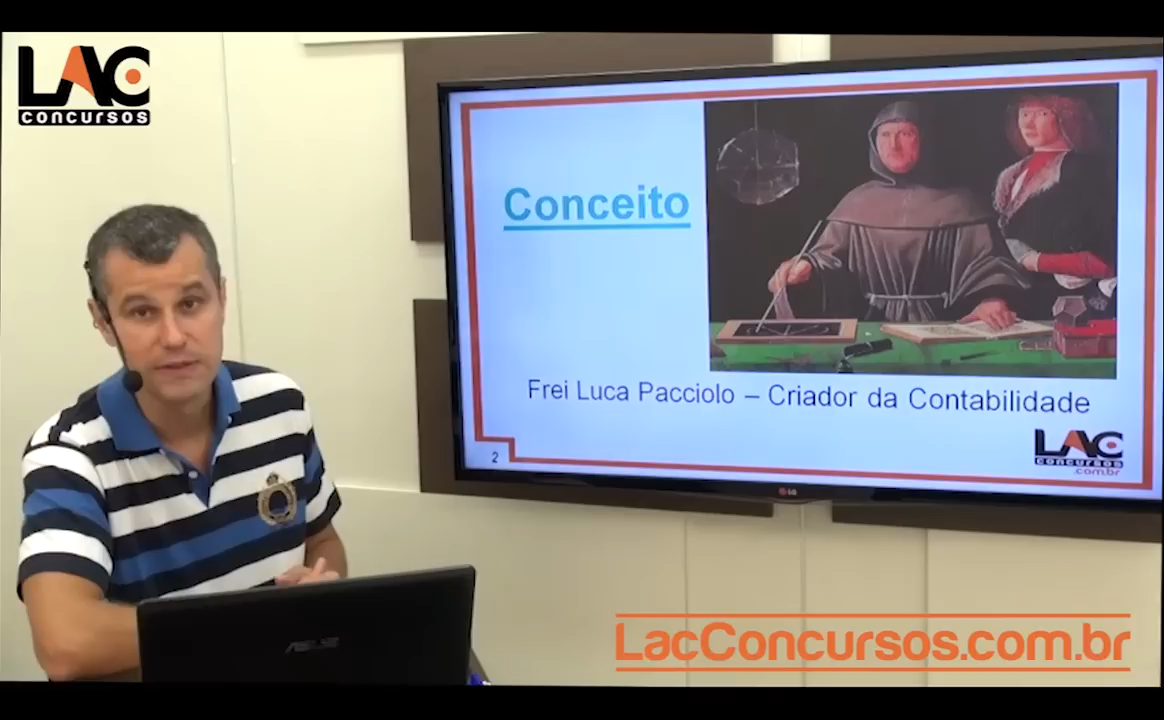 LAC
concursos
Conceito
Frei Luca Pacciolo – Criador da Contabilidade
2
LAC
concursos
.com.br
LG
ASUS
LacConcursos.com.br